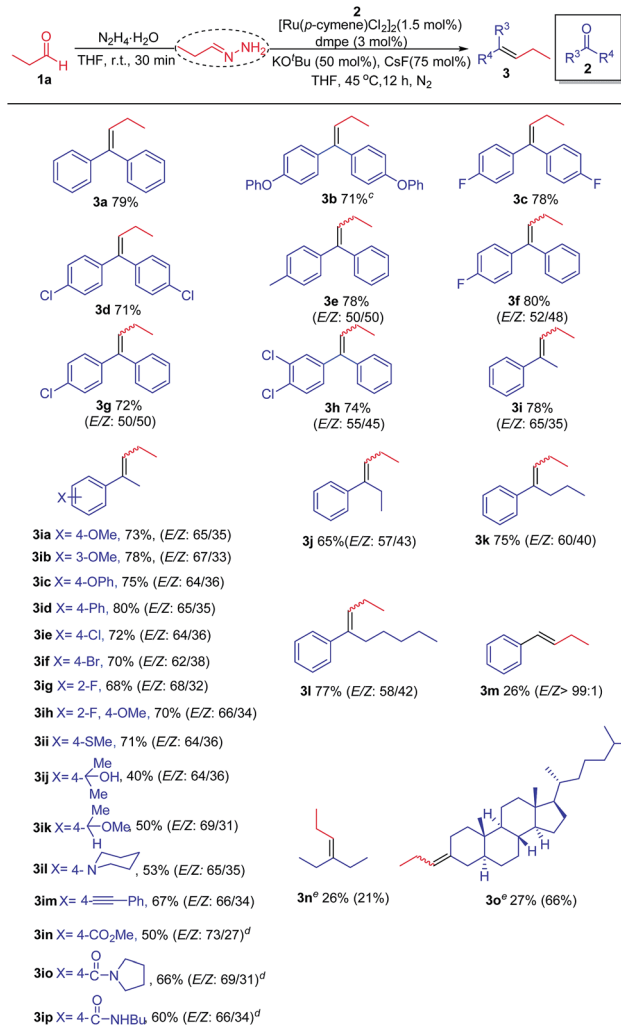 O
H
1a
N₂H₄·H₂O
THF, r.t., 30 min
N
NH₂
2
[Ru(p-cymene)Cl₂]₂(1.5 mol%)
dmpe (3 mol%)
KOᵗBu (50 mol%), CsF(75 mol%)
THF, 45 °C,12 h, N₂
R³
R⁴
3
O
R³ R⁴
2
3a 79%
PhO OPh
3b 71%ᶜ
F F
3c 78%
Cl Cl
3d 71%
3e 78%
(E/Z: 50/50)
F
3f 80%
(E/Z: 52/48)
Cl
3g 72%
(E/Z: 50/50)
Cl
Cl
3h 74%
(E/Z: 55/45)
3i 78%
(E/Z: 65/35)
X
3ia X= 4-OMe, 73%, (E/Z: 65/35)
3ib X= 3-OMe, 78%, (E/Z: 67/33)
3ic X= 4-OPh, 75% (E/Z: 64/36)
3id X= 4-Ph, 80% (E/Z: 65/35)
3ie X= 4-Cl, 72% (E/Z: 64/36)
3if X= 4-Br, 70% (E/Z: 62/38)
3ig X= 2-F, 68% (E/Z: 68/32)
3ih X= 2-F, 4-OMe, 70% (E/Z: 66/34)
3ii X= 4-SMe, 71% (E/Z: 64/36)
Me
3ij X= 4- OH, 40% (E/Z: 64/36)
Me
Me
3ik X= 4- OMe, 50% (E/Z: 69/31)
H
3il X= 4- N , 53% (E/Z: 65/35)
3im X= 4- Ph, 67% (E/Z: 66/34)
3in X= 4-CO₂Me, 50% (E/Z: 73/27)ᵈ
O
3io X= 4-C-N , 66% (E/Z: 69/31)ᵈ
O
3ip X= 4-C-NHBu, 60% (E/Z: 66/34)ᵈ
3j 65%(E/Z: 57/43)
3k 75% (E/Z: 60/40)
3l 77% (E/Z: 58/42)
3m 26% (E/Z> 99:1)
3nᵉ 26% (21%)
H
H
H
H
3oᵉ 27% (66%)